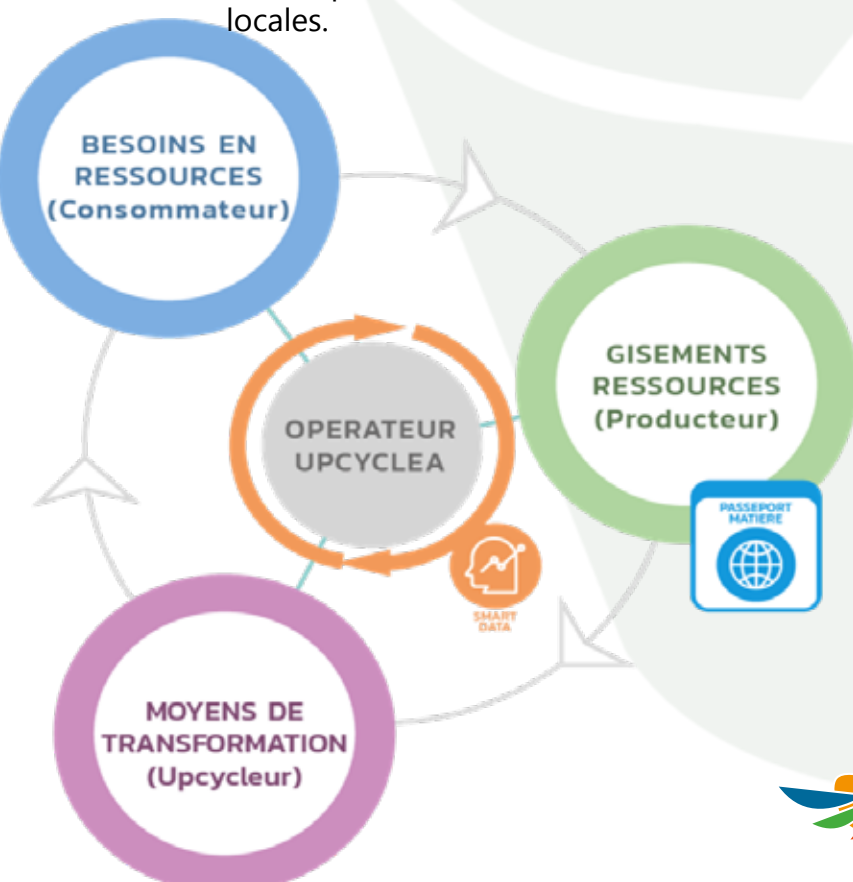 locales.
BESOINS EN
RESSOURCES
(Consommateur)
GISEMENTS
RESSOURCES
(Producteur)
OPERATEUR
UPCYCLEA
PASSEPORT
MATIERE
SMART
DATA
MOYENS DE
TRANSFORMATION
(Upcycleur)